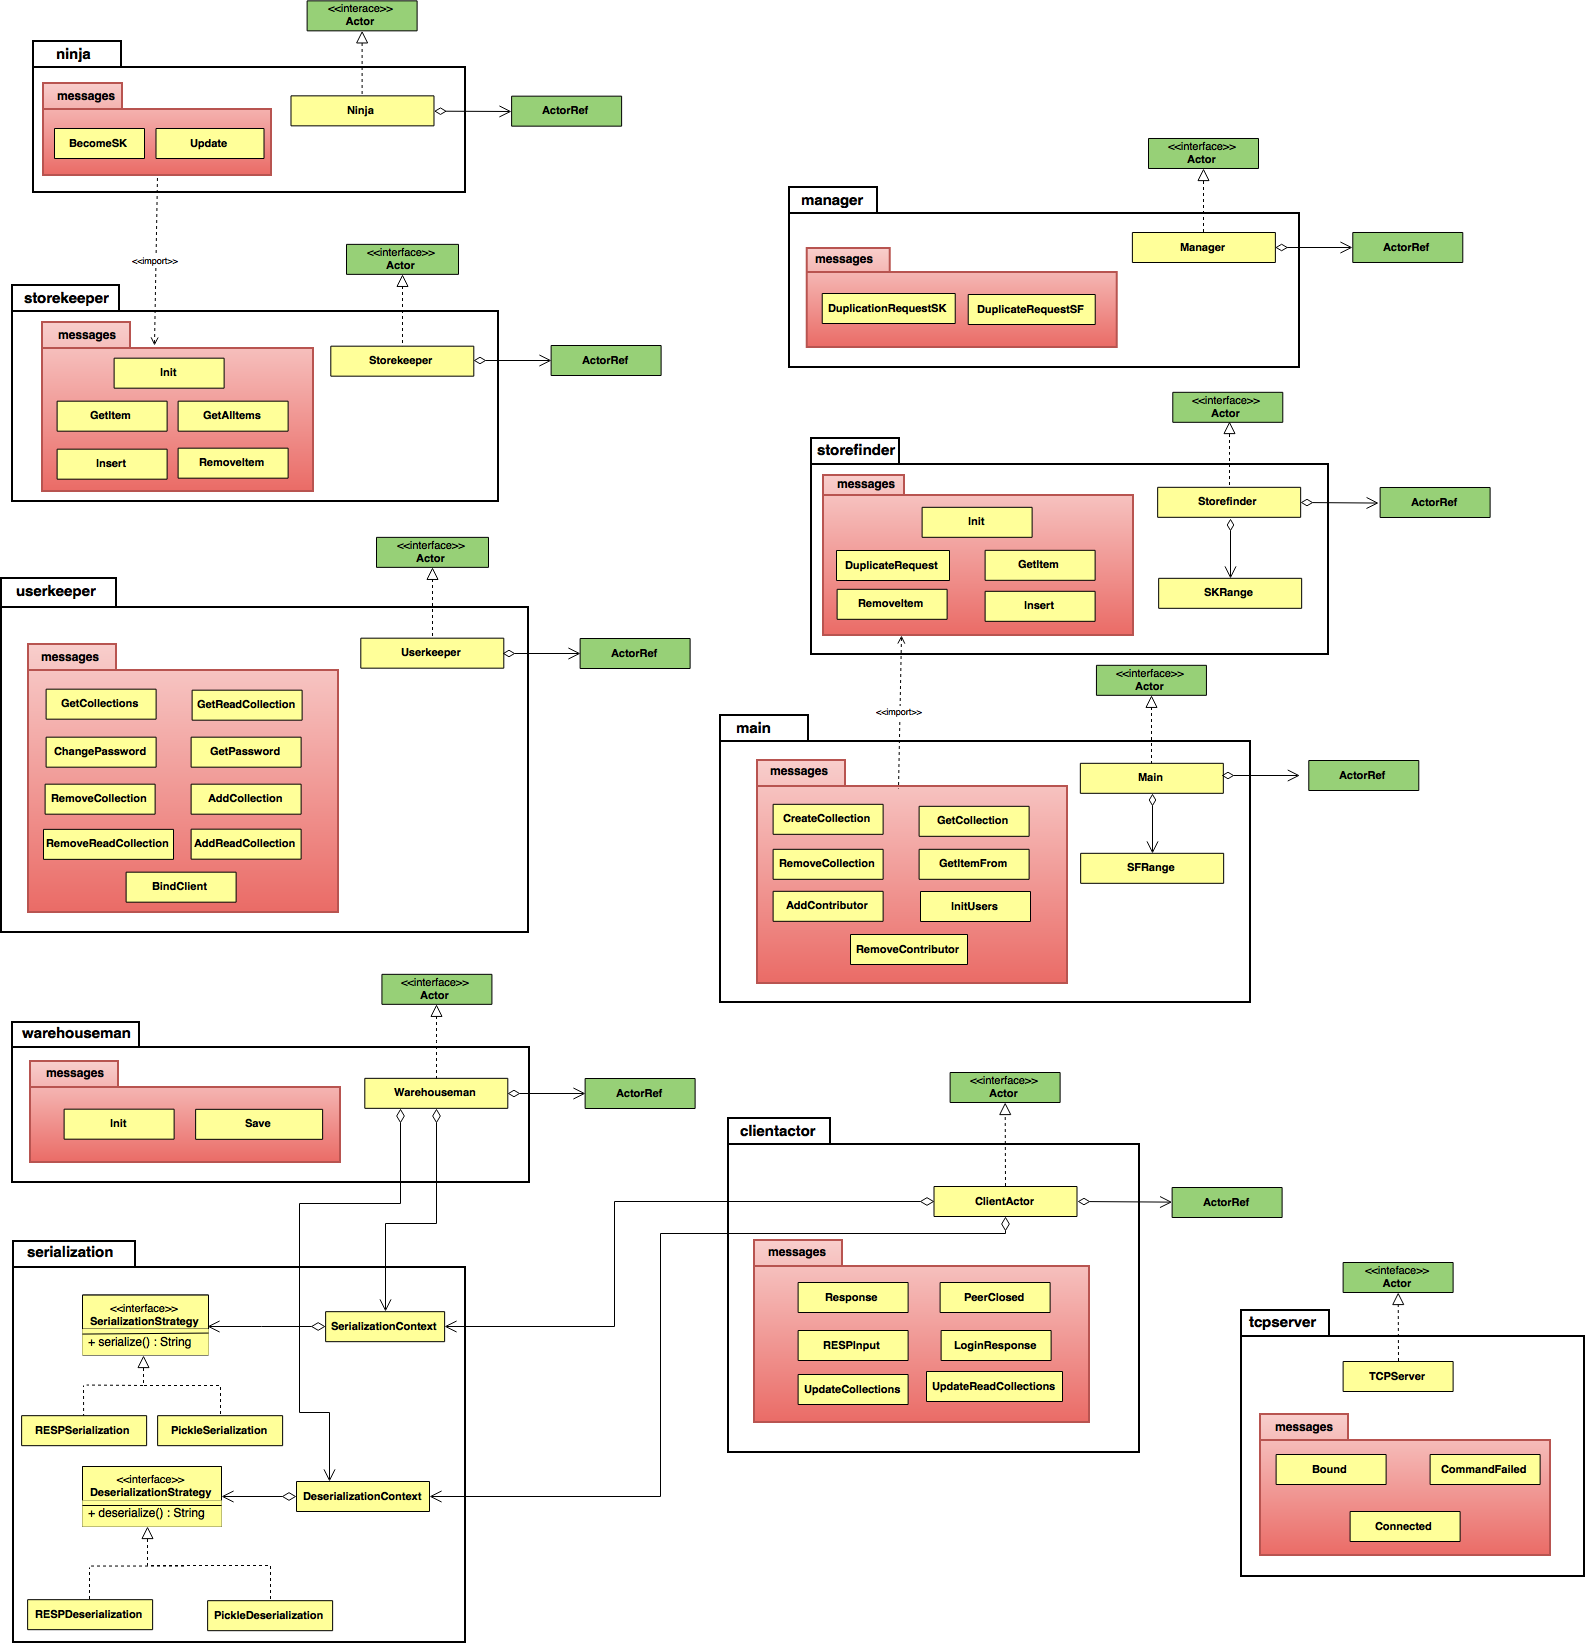 <<interace>>
Actor
ninja
messages
BecomeSK
Update
Ninja
ActorRef
<<import>>
<<interface>>
Actor
storekeeper
messages
Init
GetItem
GetAllItems
Insert
RemoveItem
Storekeeper
ActorRef
<<interface>>
Actor
userkeeper
messages
GetCollections
GetReadCollection
ChangePassword
GetPassword
RemoveCollection
AddCollection
RemoveReadCollection
AddReadCollection
BindClient
Userkeeper
ActorRef
<<interface>>
Actor
warehouseman
messages
Init
Save
Warehouseman
ActorRef
serialization
<<interface>>
SerializationStrategy
+ serialize() : String
SerializationContext
RESPSerialization
PickleSerialization
<<interface>>
DeserializationStrategy
+ deserialize() : String
DeserializationContext
RESPDeserialization
PickleDeserialization
<<interface>>
Actor
manager
messages
DuplicationRequestSK
DuplicateRequestSF
Manager
ActorRef
<<interface>>
Actor
storefinder
messages
Init
DuplicateRequest
GetItem
RemoveItem
Insert
Storefinder
ActorRef
SKRange
<<import>>
<<interface>>
Actor
main
messages
CreateCollection
GetCollection
RemoveCollection
GetItemFrom
AddContributor
InitUsers
RemoveContributor
Main
ActorRef
SFRange
<<interface>>
Actor
clientactor
ClientActor
ActorRef
messages
Response
PeerClosed
RESPInput
LoginResponse
UpdateCollections
UpdateReadCollections
<<inteface>>
Actor
tcpserver
TCPServer
messages
Bound
CommandFailed
Connected